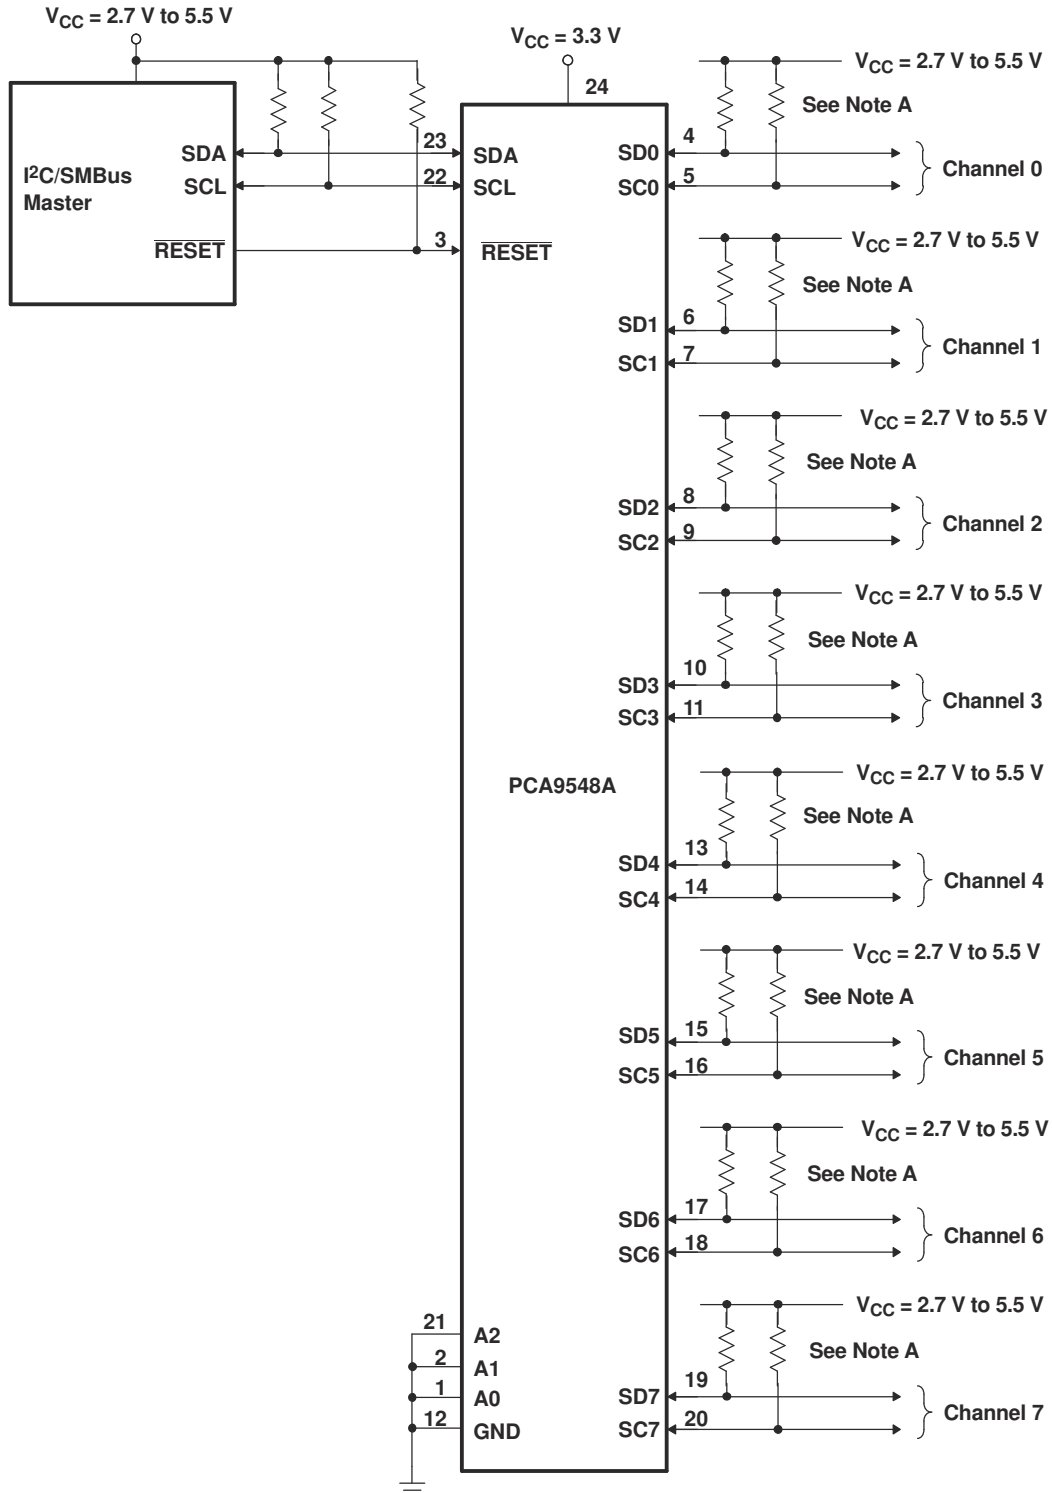 VCC = 2.7 V to 5.5 V
VCC = 3.3 V
24
I2C/SMBus
Master
SDA
SCL
RESET
23
22
3
SDA
SCL
RESET
PCA9548A
21
2
1
12
A2
A1
A0
GND
VCC = 2.7 V to 5.5 V
See Note A
SD0
4
SC0
5
Channel 0
VCC = 2.7 V to 5.5 V
See Note A
SD1
6
SC1
7
Channel 1
VCC = 2.7 V to 5.5 V
See Note A
SD2
8
SC2
9
Channel 2
VCC = 2.7 V to 5.5 V
See Note A
SD3
10
SC3
11
Channel 3
VCC = 2.7 V to 5.5 V
See Note A
SD4
13
SC4
14
Channel 4
VCC = 2.7 V to 5.5 V
See Note A
SD5
15
SC5
16
Channel 5
VCC = 2.7 V to 5.5 V
See Note A
SD6
17
SC6
18
Channel 6
VCC = 2.7 V to 5.5 V
See Note A
SD7
19
SC7
20
Channel 7